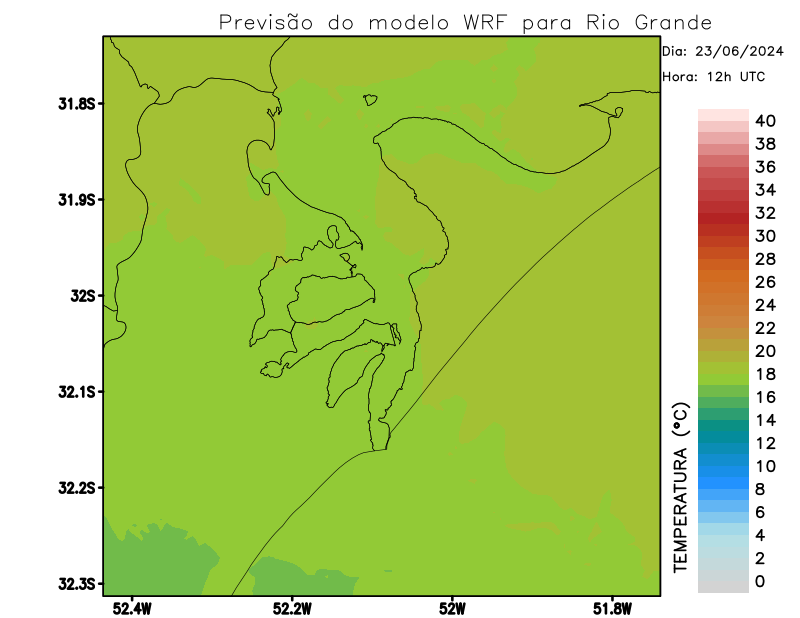 Previsão do modelo WRF para Rio Grande
Dia: 23/06/2024
Hora: 12h UTC
31.8S
31.9S
32S
32.1S
32.2S
32.3S
52.4W
52.2W
52W
51.8W
TEMPERATURA (°C)
40
38
36
34
32
30
28
26
24
22
20
18
16
14
12
10
8
6
4
2
0